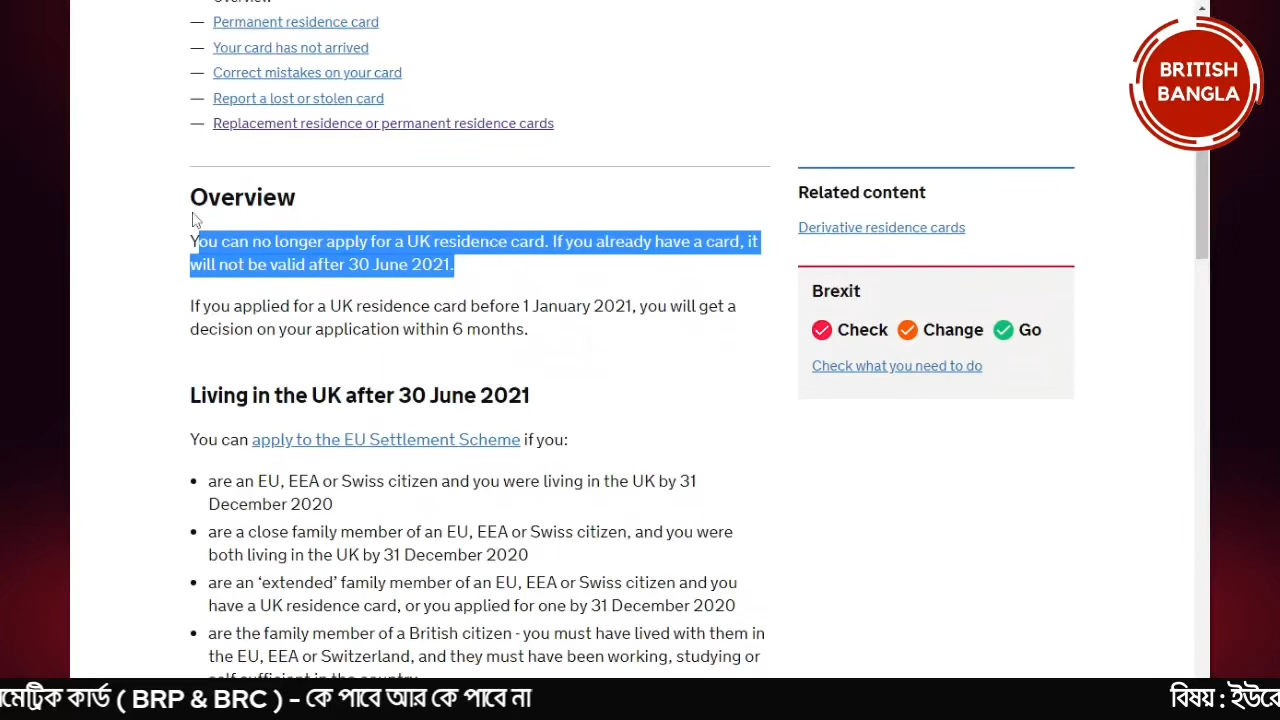 — Permanent residence card
— Your card has not arrived
— Correct mistakes on your card
— Report a lost or stolen card
— Replacement residence or permanent residence cards
BRITISH
BANGLA
Overview
You can no longer apply for a UK residence card. If you already have a card, it
will not be valid after 30 June 2021.
If you applied for a UK residence card before 1 January 2021, you will get a
decision on your application within 6 months.
Living in the UK after 30 June 2021
You can apply to the EU Settlement Scheme if you:
• are an EU, EEA or Swiss citizen and you were living in the UK by 31
December 2020
• are a close family member of an EU, EEA or Swiss citizen, and you were
both living in the UK by 31 December 2020
• are an ‘extended’ family member of an EU, EEA or Swiss citizen and you
have a UK residence card, or you applied for one by 31 December 2020
• are the family member of a British citizen - you must have lived with them in
the EU, EEA or Switzerland, and they must have been working, studying or
Related content
Derivative residence cards
Brexit
Check Change Go
Check what you need to do
কার্ড ( BRP & BRC ) - কে পাবে আর কে পাবে না
বিষয় :